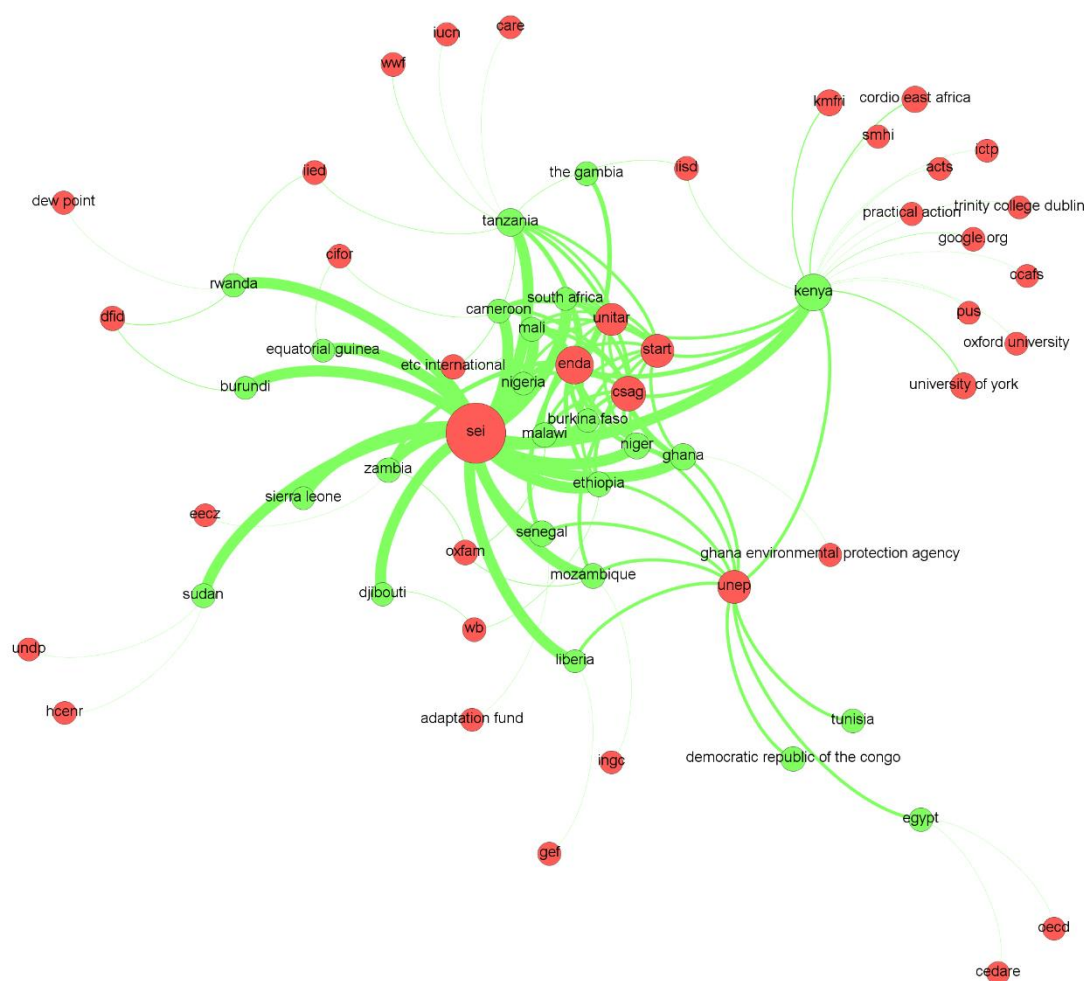 care
iucn
wwf
cordio east africa
kmfri
smhi
ictp
acts
iied
the gambia
iisd
dew point
practical action
trinity college dublin
tanzania
google.org
cifor
ccafs
rwanda
kenya
south africa
cameroon
unitar
pus
dfid
mali
equatorial guinea
start
oxford university
etc international
enda
burundi
nigeria
university of york
csag
burkina faso
sei
malawi
niger
ghana
zambia
ethiopia
sierra leone
eecz
senegal
oxfam
ghana environmental protection agency
mozambique
unep
sudan
djibouti
wb
undp
liberia
hcenr
adaptation fund
tunisia
democratic republic of the congo
ingc
egypt
gef
oecd
cedare